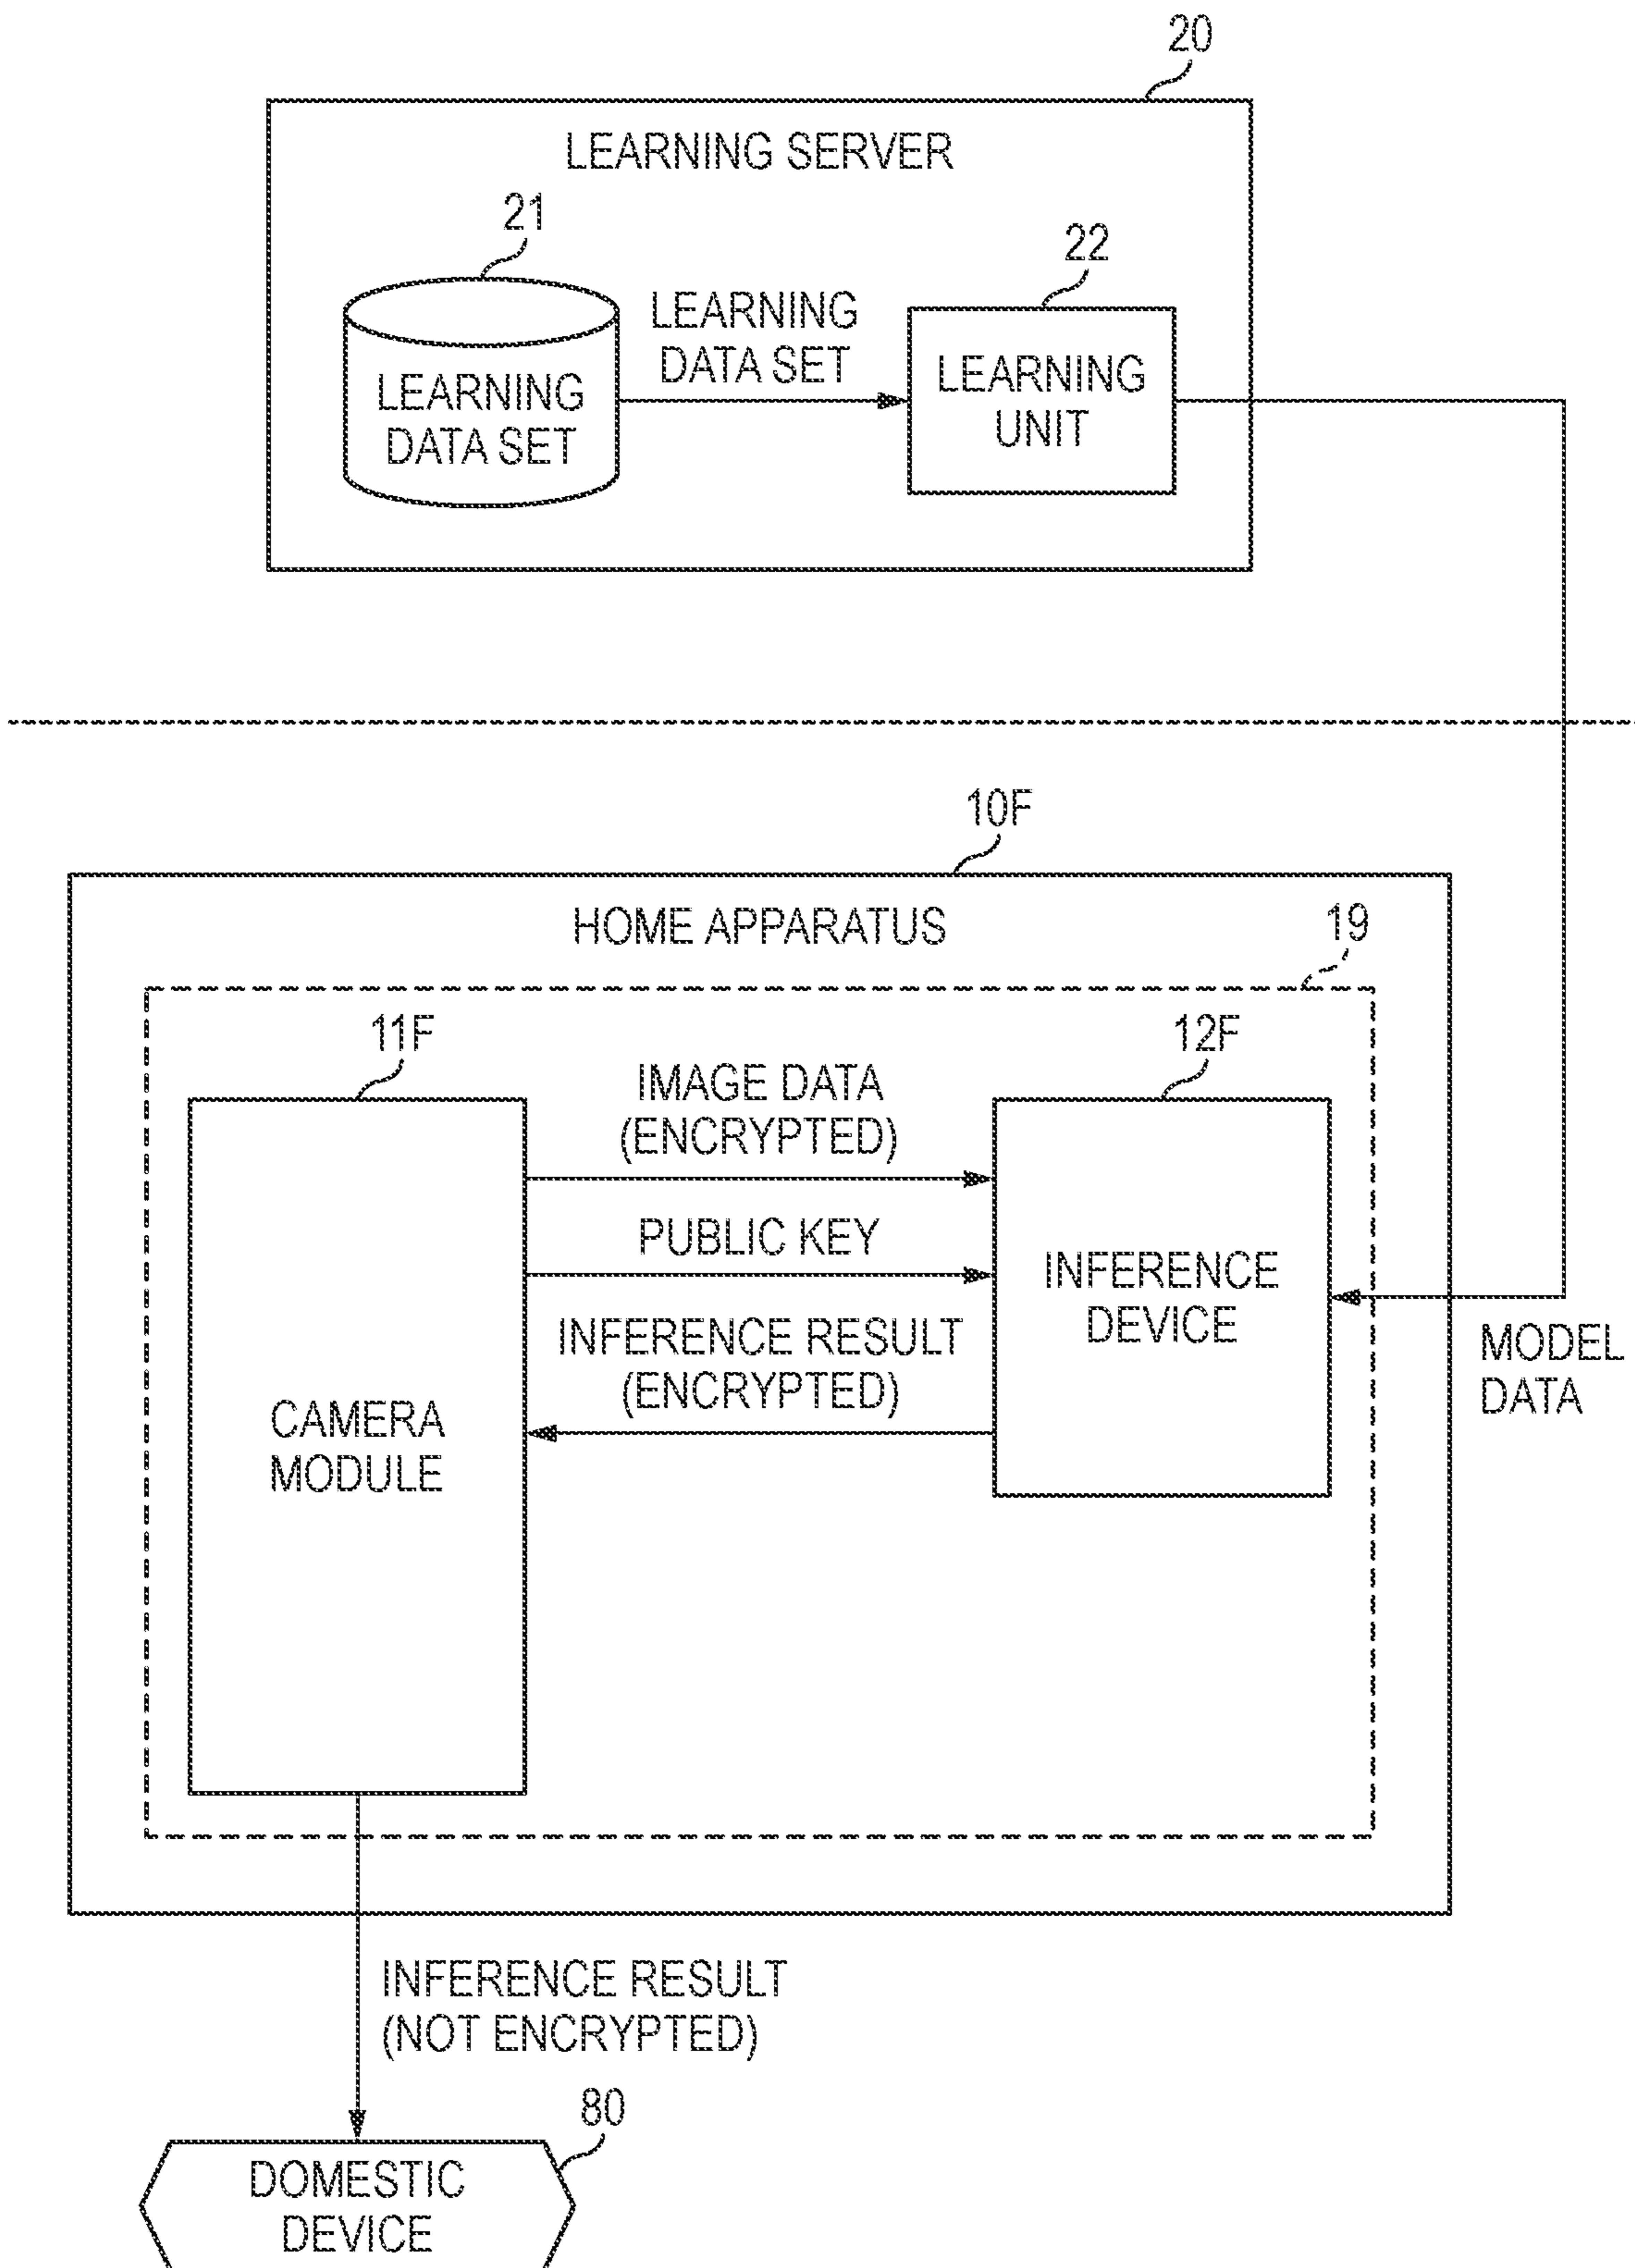 20
LEARNING SERVER
21
22
LEARNING
DATA SET
LEARNING
DATA SET
LEARNING
UNIT
10F
HOME APPARATUS
19
11F
12F
IMAGE DATA
(ENCRYPTED)
PUBLIC KEY
INFERENCE RESULT
(ENCRYPTED)
CAMERA
MODULE
INFERENCE
DEVICE
MODEL
DATA
INFERENCE RESULT
(NOT ENCRYPTED)
80
DOMESTIC
DEVICE